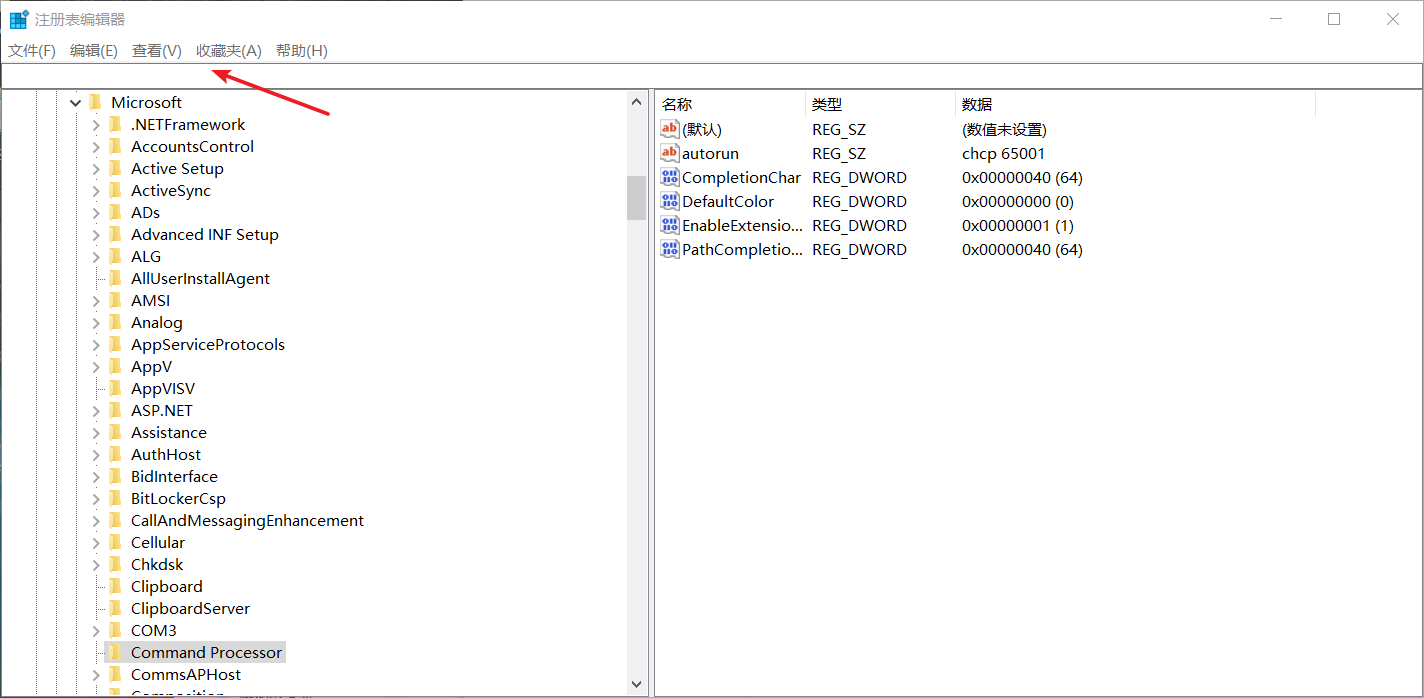 注册表编辑器
文件(F) 编辑(E) 查看(V) 收藏夹(A) 帮助(H)
Microsoft
.NETFramework
AccountsControl
Active Setup
ActiveSync
ADs
Advanced INF Setup
ALG
AllUserInstallAgent
AMSI
Analog
AppServiceProtocols
AppV
AppVISV
ASP.NET
Assistance
AuthHost
BidInterface
BitLockerCsp
CallAndMessagingEnhancement
Cellular
Chkdsk
Clipboard
ClipboardServer
COM3
Command Processor
CommsAPHost
名称 类型 数据
(默认) REG_SZ (数值未设置)
autorun REG_SZ chcp 65001
CompletionChar REG_DWORD 0x00000040 (64)
DefaultColor REG_DWORD 0x00000000 (0)
EnableExtensio... REG_DWORD 0x00000001 (1)
PathCompletio... REG_DWORD 0x00000040 (64)